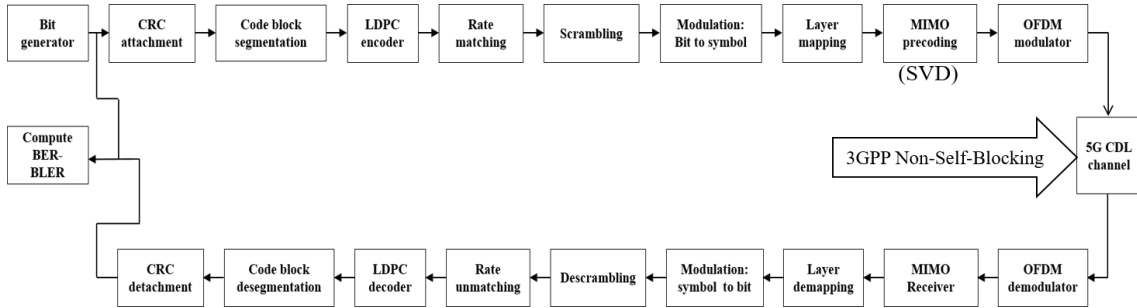 Bit
generator
CRC
attachment
Code block
segmentation
LDPC
encoder
Rate
matching
Scrambling
Modulation:
Bit to symbol
Layer
mapping
MIMO
precoding
(SVD)
OFDM
modulator
Compute
BER-
BLER
3GPP Non-Self-Blocking
5G CDL
channel
CRC
detachment
Code block
desegmentation
LDPC
decoder
Rate
unmatching
Descrambling
Modulation:
symbol to bit
Layer
demapping
MIMO
Receiver
OFDM
demodulator